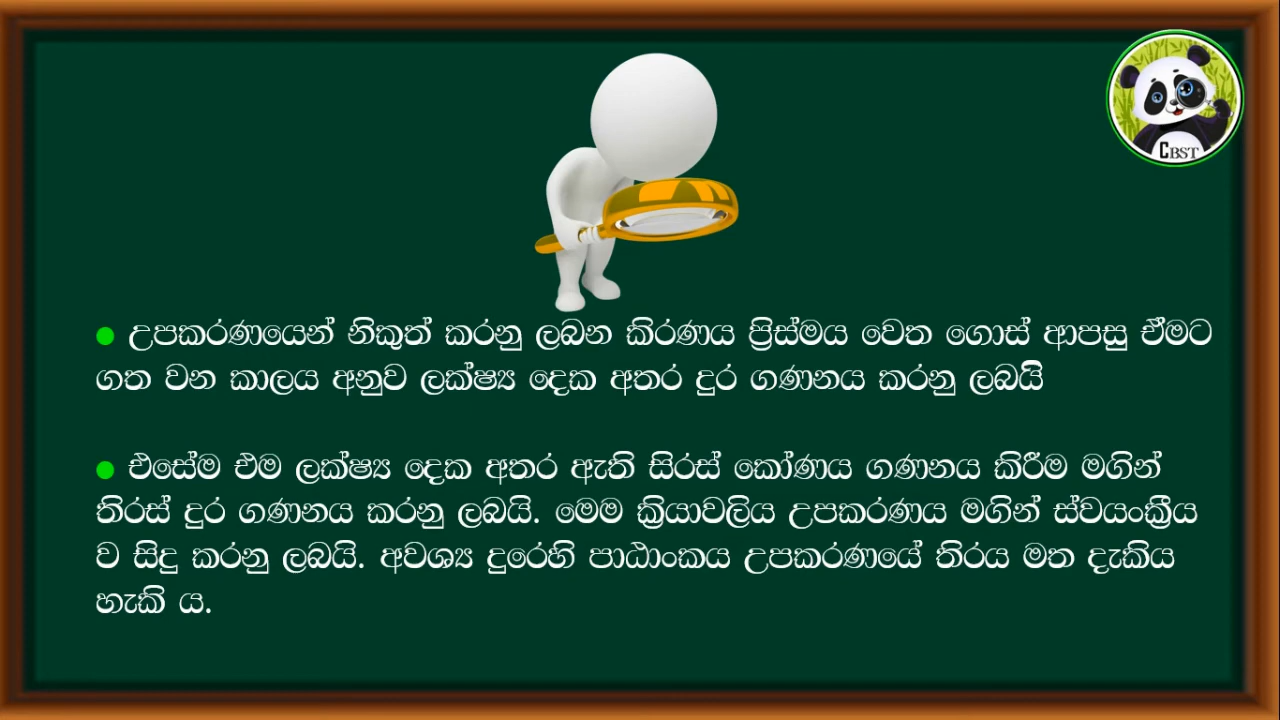 CBST
● උපකරණයෙන් නිකුත් කරනු ලබන කිරණය ප්‍රිස්මය වෙත ගොස් ආපසු ඒමට
ගත වන කාලය අනුව ලක්ෂ්‍ය දෙක අතර දුර ගණනය කරනු ලබයි
● එසේම එම ලක්ෂ්‍ය දෙක අතර ඇති සිරස් කෝණය ගණනය කිරීම මගින්
තිරස් දුර ගණනය කරනු ලබයි. මෙම ක්‍රියාවලිය උපකරණය මගින් ස්වයංක්‍රීය
ව සිදු කරනු ලබයි. අවශ්‍ය දුරෙහි පාඨාංකය උපකරණයේ තිරය මත දැකිය
හැකි ය.